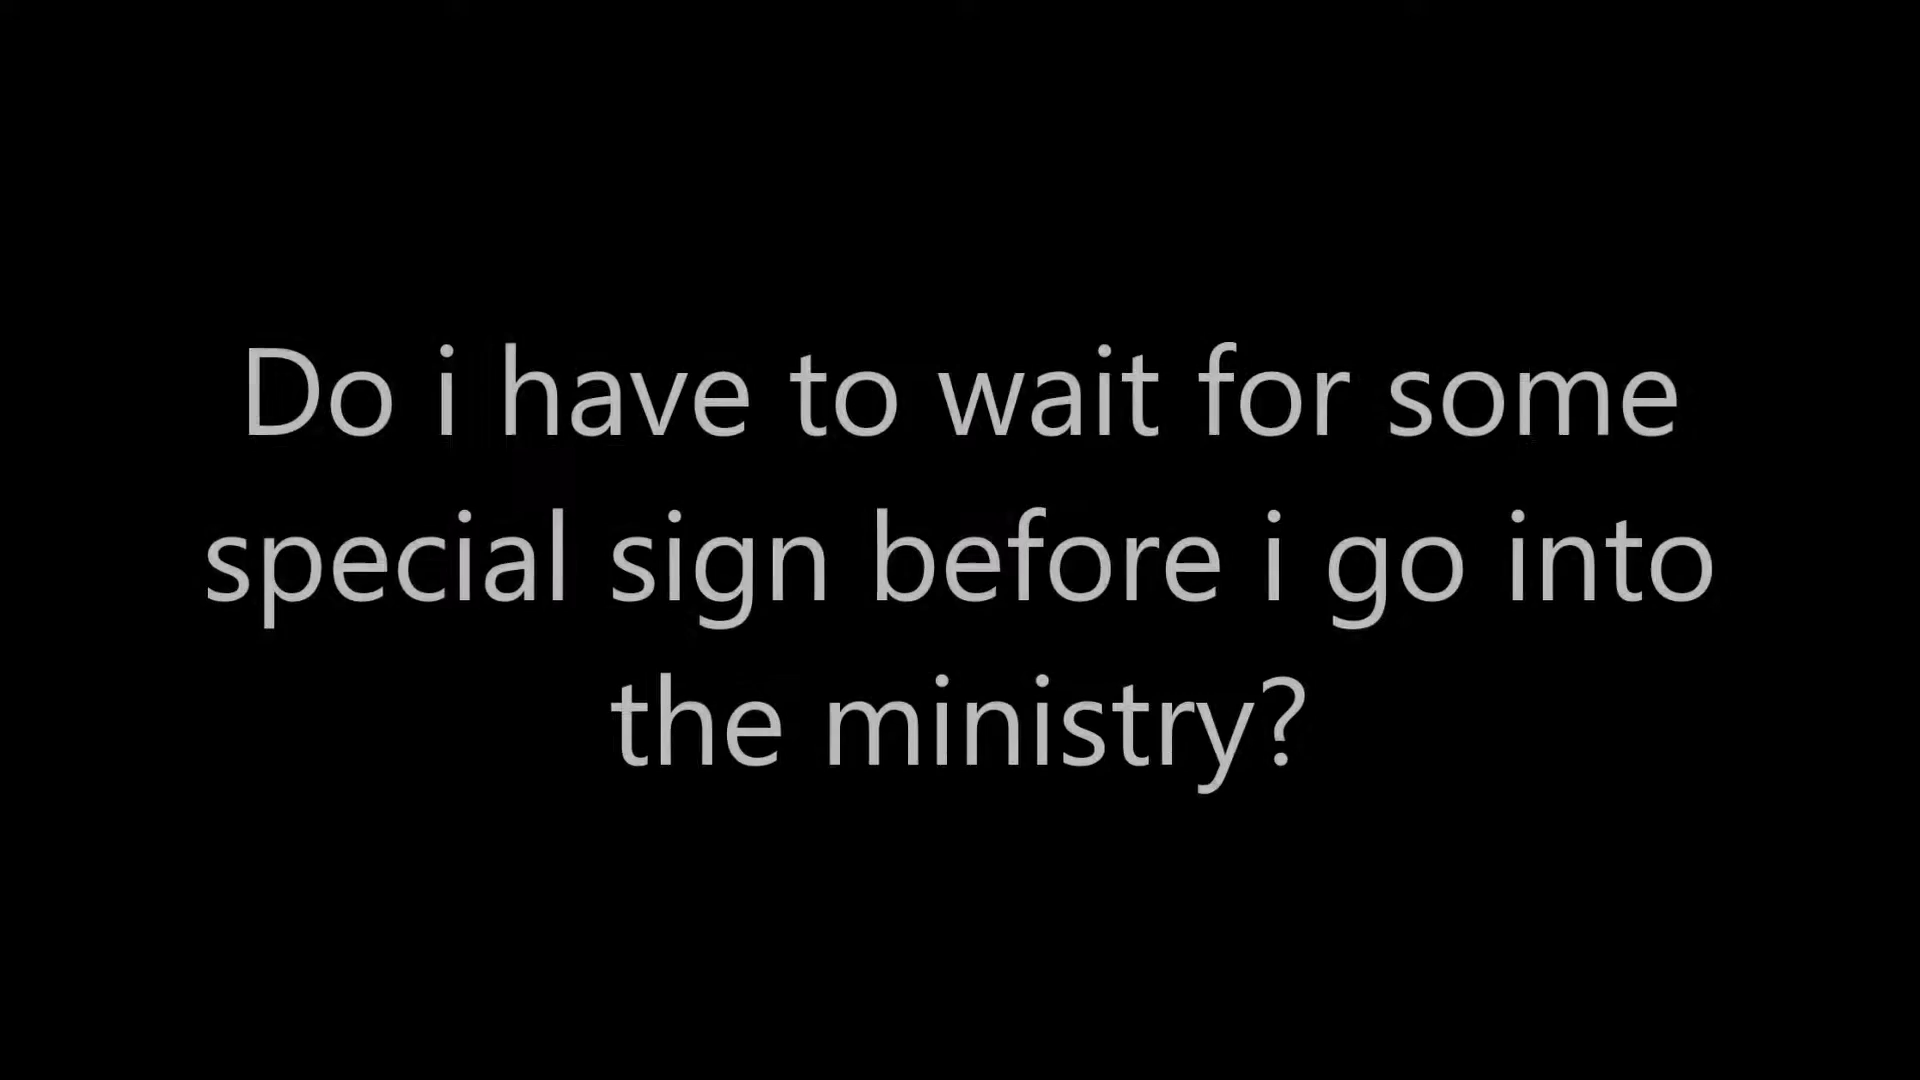 Do i have to wait for some
special sign before i go into
the ministry?